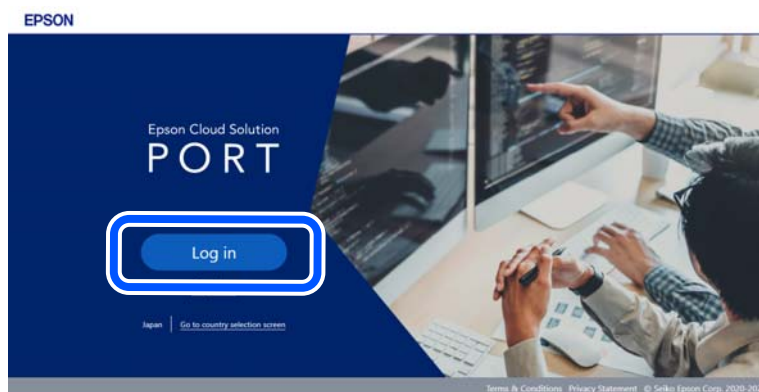 EPSON
Epson Cloud Solution
PORT
Log in
Japan | Go to country selection screen
Terms & Conditions Privacy Statement © Seiko Epson Corp. 2020-20